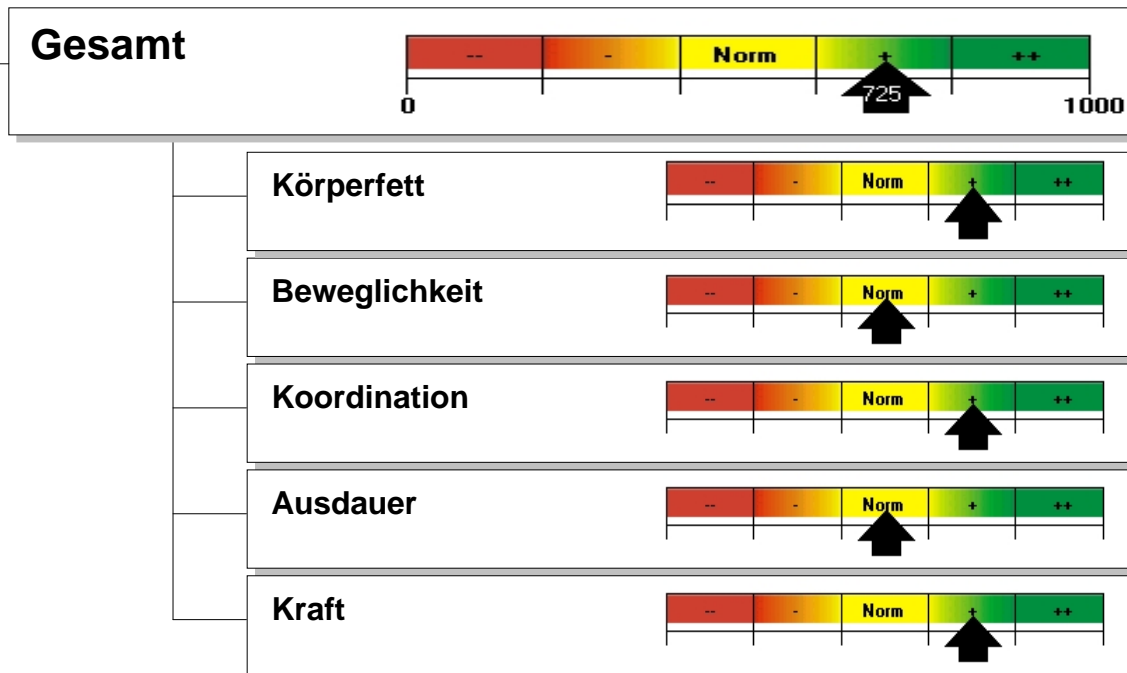 Gesamt
-- - Norm + ++
725
0 1000
Körperfett
-- - Norm + ++
Beweglichkeit
-- - Norm + ++
Koordination
-- - Norm + ++
Ausdauer
-- - Norm + ++
Kraft
-- - Norm + ++